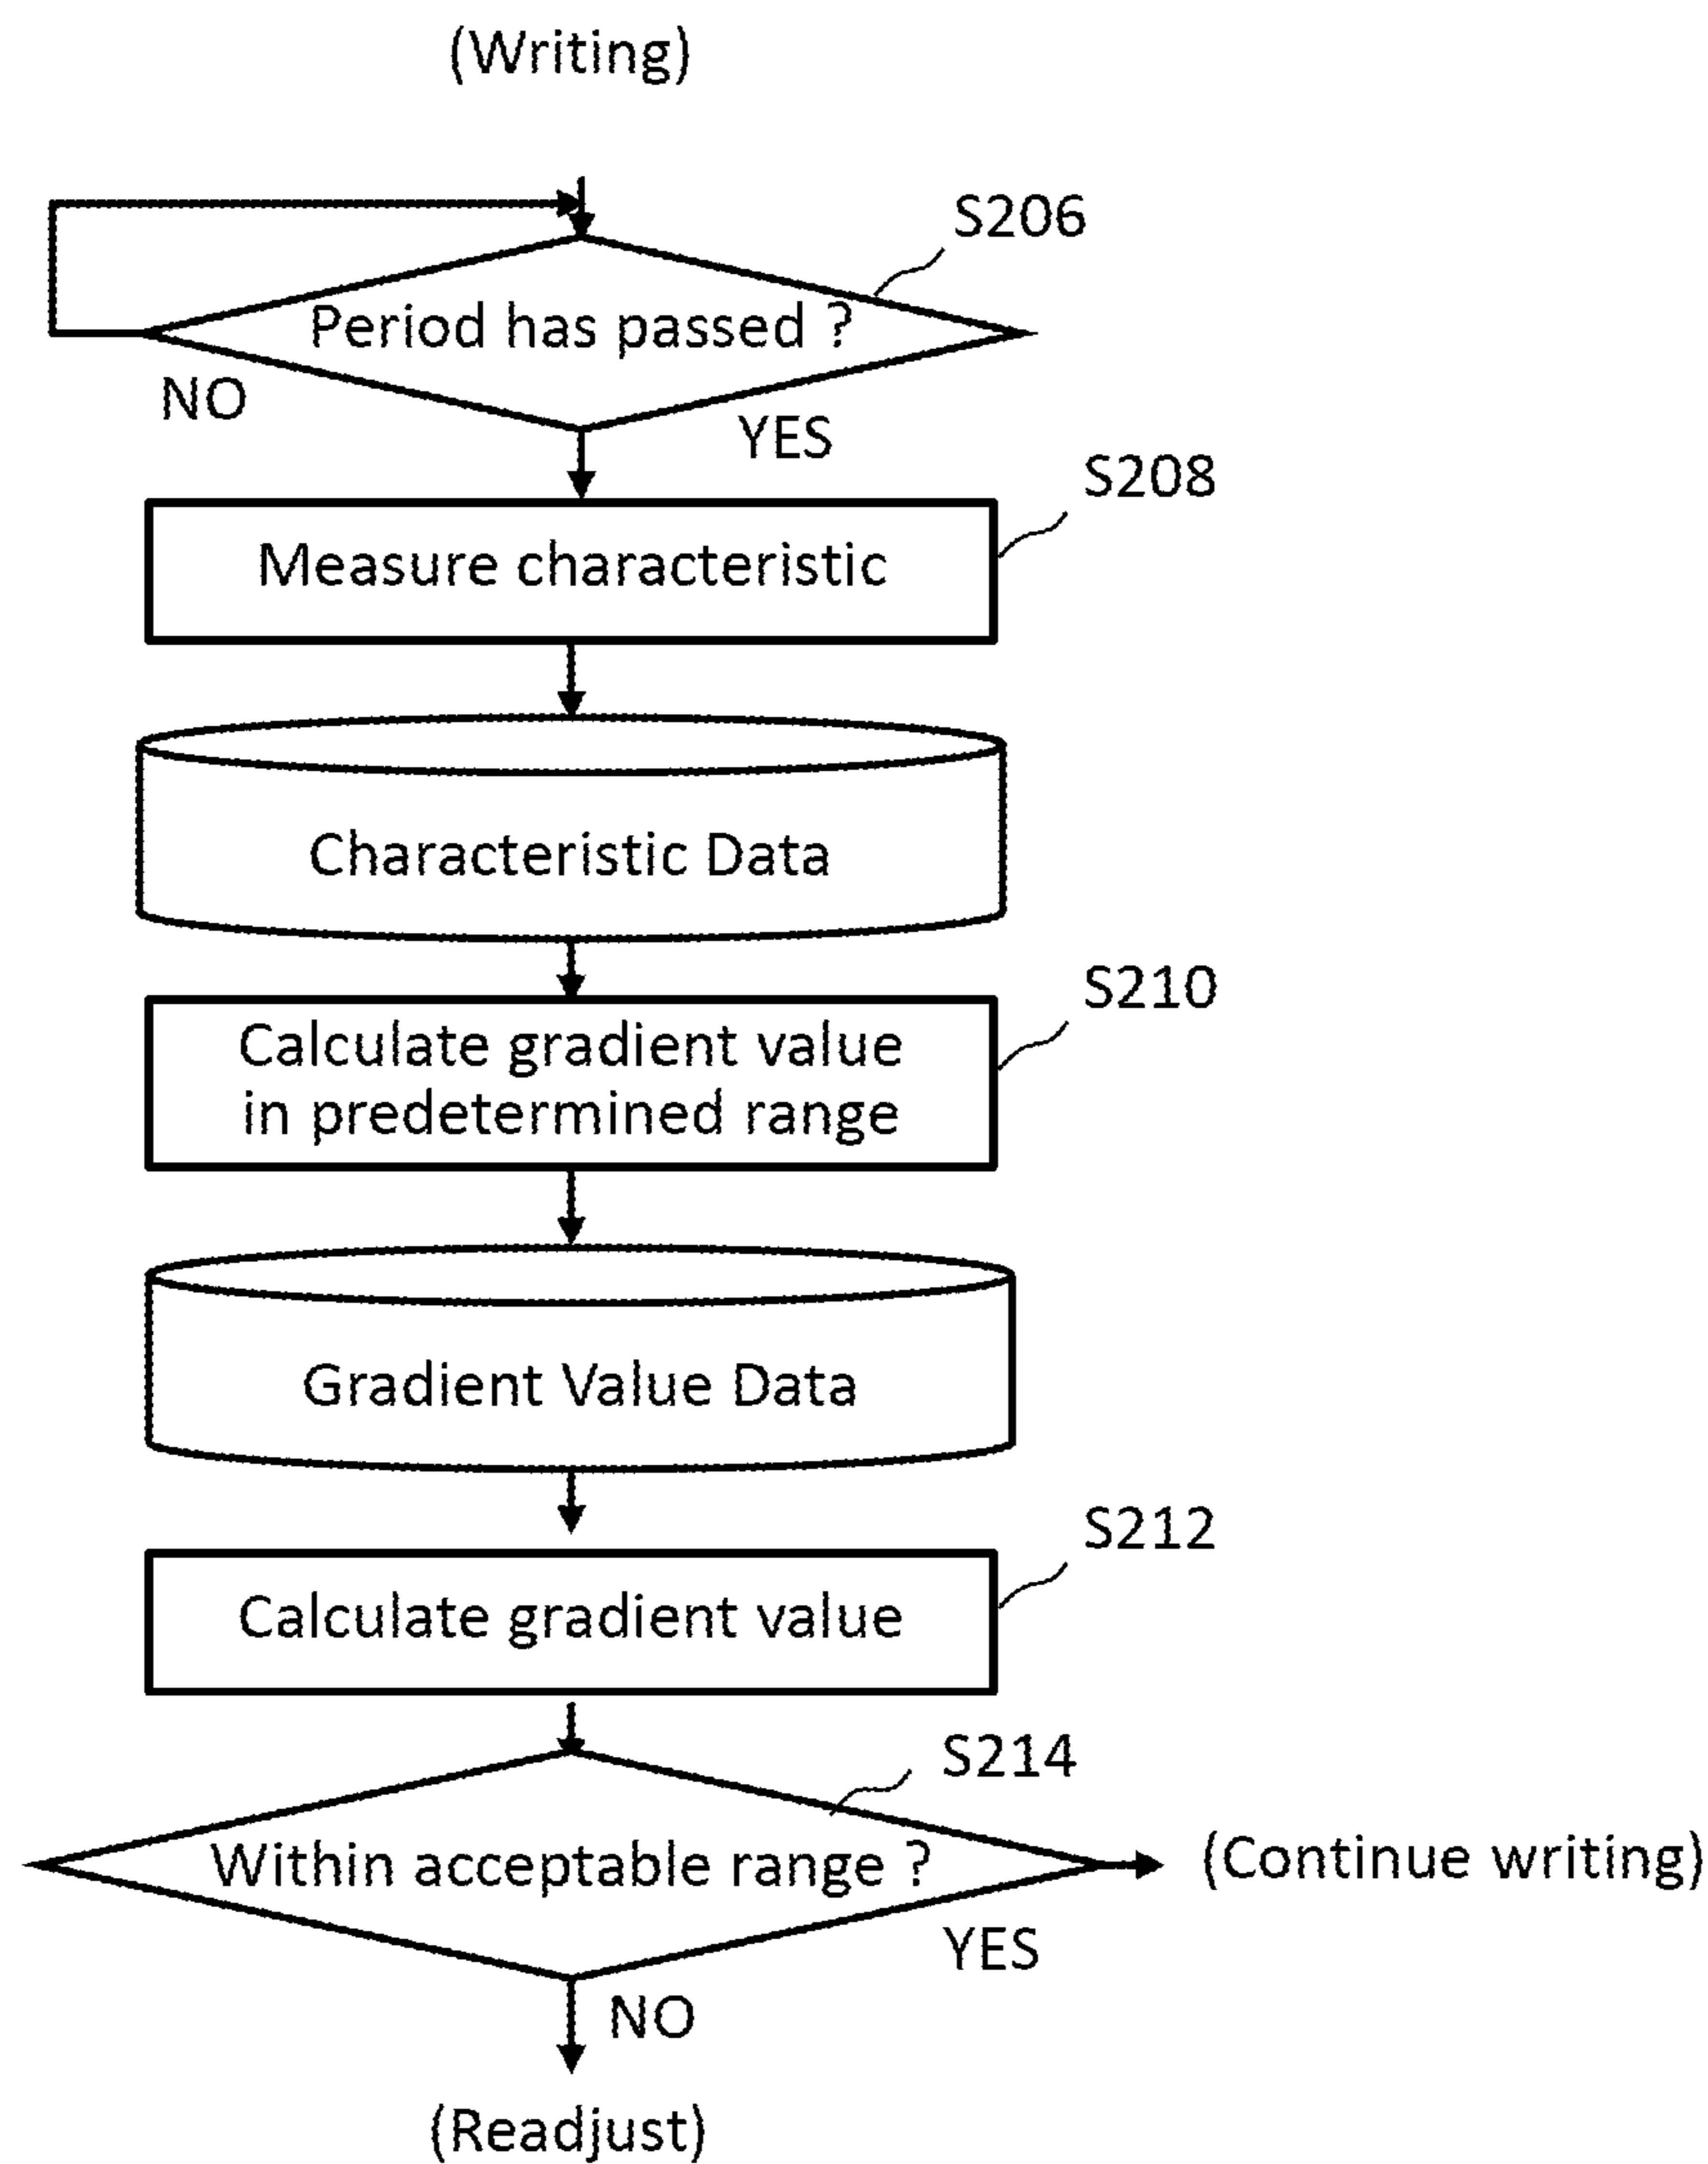 (Writing)
S206
Period has passed ?
NO
YES
S208
Measure characteristic
Characteristic Data
S210
Calculate gradient value
in predetermined range
Gradient Value Data
S212
Calculate gradient value
S214
Within acceptable range ?
(Continue writing)
YES
NO
(Readjust)